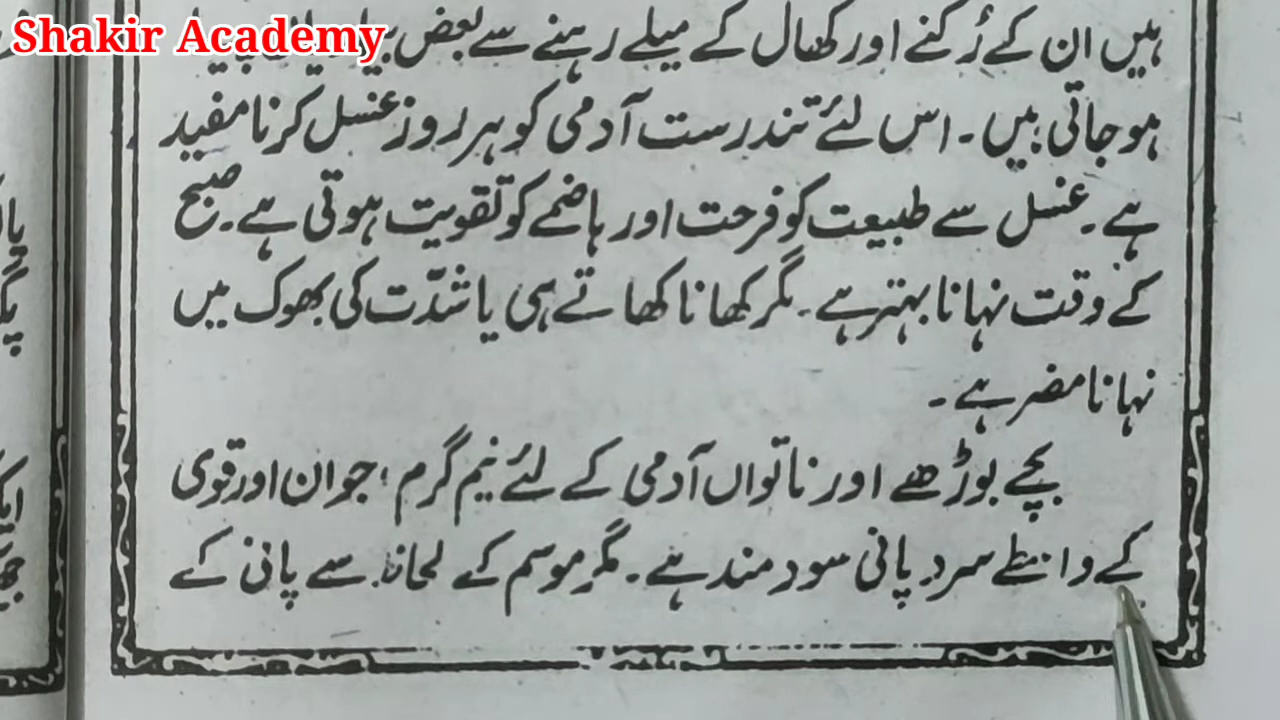 Shakir Academy
ہیں ان کے رُکنے اور کھال کے میلے رہنے سے بعض
ہو جاتی ہیں۔ اس لئے تندرست آدمی کو ہر روز غسل کرنا مفید
ہے۔ غسل سے طبیعت کو فرحت اور ہاضمے کو تقویت ہوتی ہے۔ صبح
کے وقت نہانا بہتر ہے۔ مگر کھانا کھاتے ہی یا شدّت کی بھوک میں
نہانا مضر ہے۔
بچے بوڑھے اور ناتواں آدمی کے لئے نیم گرم، جوان اور قوی
کے واسطے سرد پانی سودمند ہے۔ مگر موسم کے لحاظ سے پانی کے